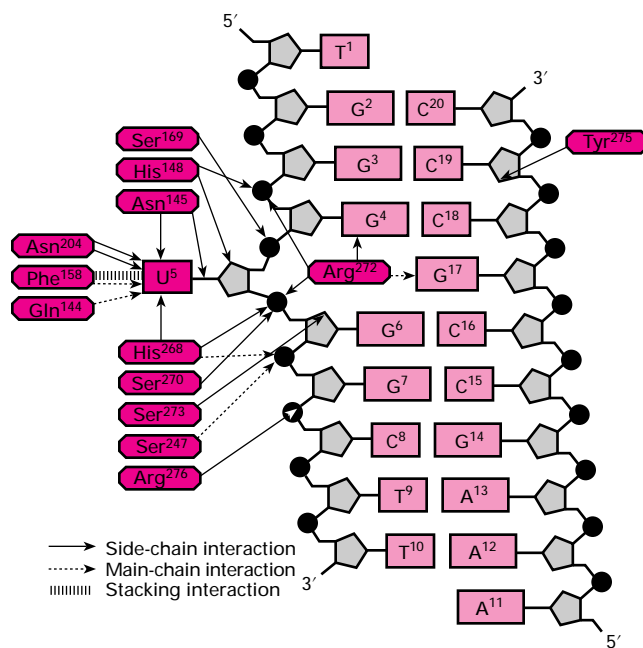 5′
T¹
3′
G² C²⁰
Ser¹⁶⁹
Tyr²⁷⁵
His¹⁴⁸
G³ C¹⁹
Asn¹⁴⁵
G⁴ C¹⁸
Asn²⁰⁴
Phe¹⁵⁸ U⁵ Arg²⁷² G¹⁷
Gln¹⁴⁴
His²⁶⁸ G⁶ C¹⁶
Ser²⁷⁰
G⁷ C¹⁵
Ser²⁷³
Ser²⁴⁷ C⁸ G¹⁴
Arg²⁷⁶
T⁹ A¹³
Side-chain interaction T¹⁰ A¹²
Main-chain interaction
Stacking interaction 3′
A¹¹
5′